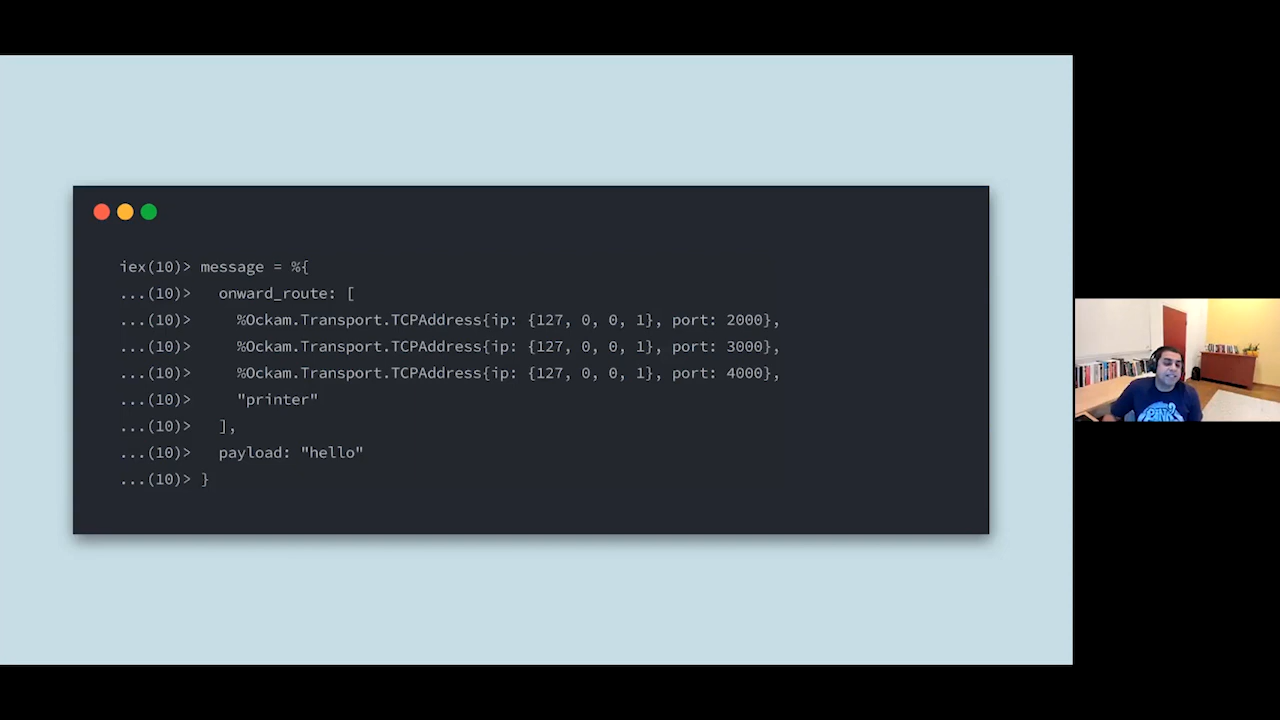 iex(10)> message = %{
...(10)>   onward_route: [
...(10)>     %Ockam.Transport.TCPAddress{ip: {127, 0, 0, 1}, port: 2000},
...(10)>     %Ockam.Transport.TCPAddress{ip: {127, 0, 0, 1}, port: 3000},
...(10)>     %Ockam.Transport.TCPAddress{ip: {127, 0, 0, 1}, port: 4000},
...(10)>     "printer"
...(10)>   ],
...(10)>   payload: "hello"
...(10)> }